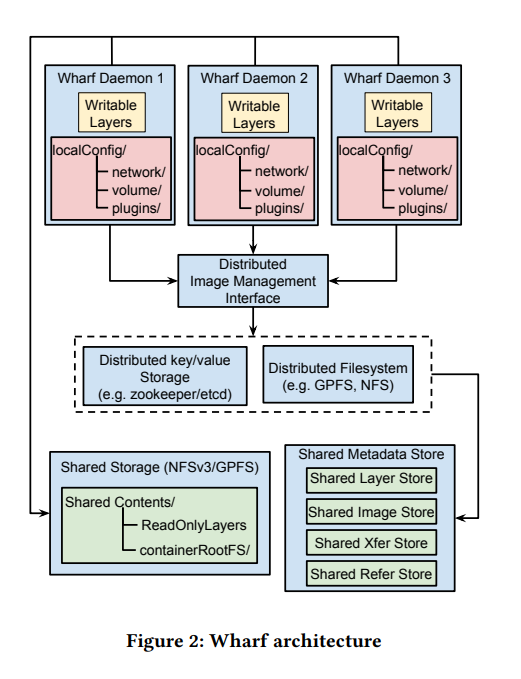 Wharf Daemon 1
Writable
Layers
localConfig/
network/
volume/
plugins/
Wharf Daemon 2
Writable
Layers
localConfig/
network/
volume/
plugins/
Wharf Daemon 3
Writable
Layers
localConfig/
network/
volume/
plugins/
Distributed
Image Management
Interface
Distributed key/value
Storage
(e.g. zookeeper/etcd)
Distributed Filesystem
(e.g. GPFS, NFS)
Shared Storage (NFSv3/GPFS)
Shared Contents/
ReadOnlyLayers
containerRootFS/
Shared Metadata Store
Shared Layer Store
Shared Image Store
Shared Xfer Store
Shared Refer Store
Figure 2: Wharf architecture